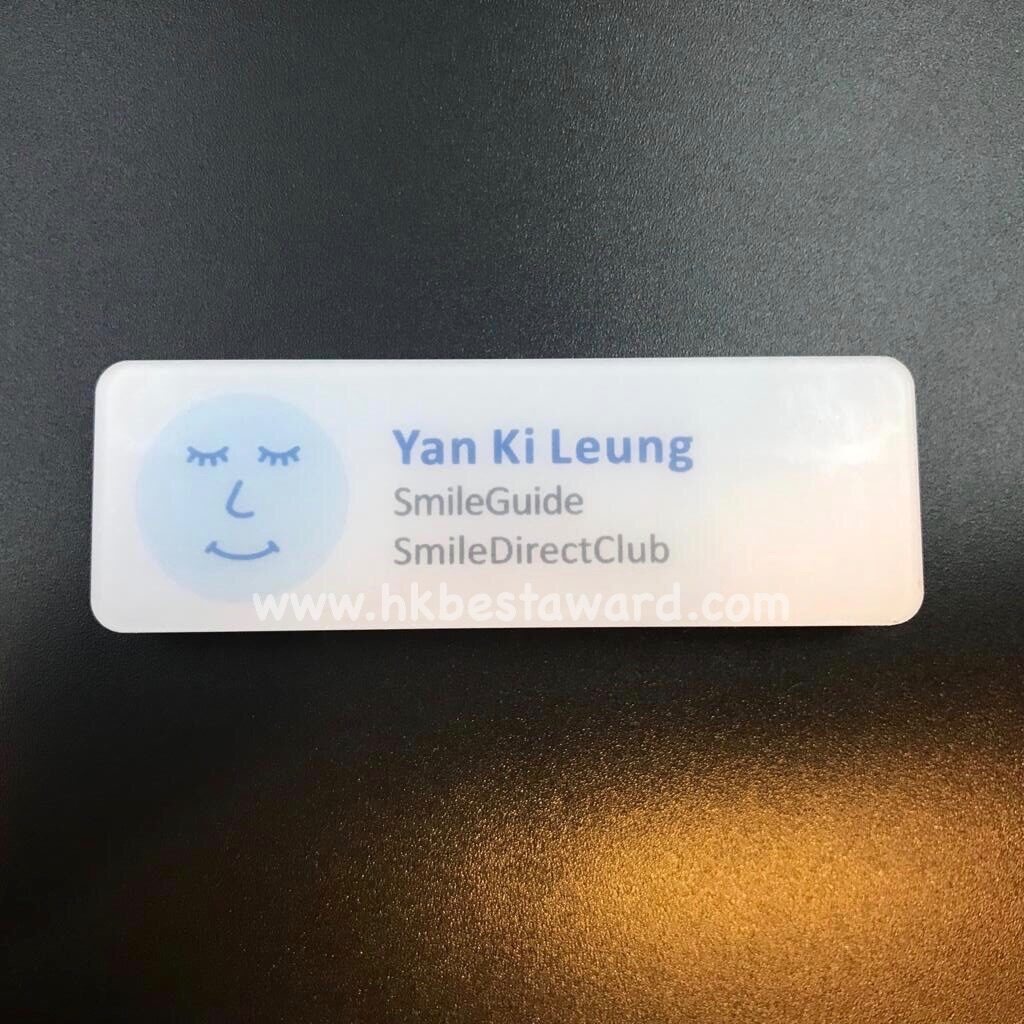 Yan Ki Leung
SmileGuide
SmileDirectClub
www.hkbestaward.com